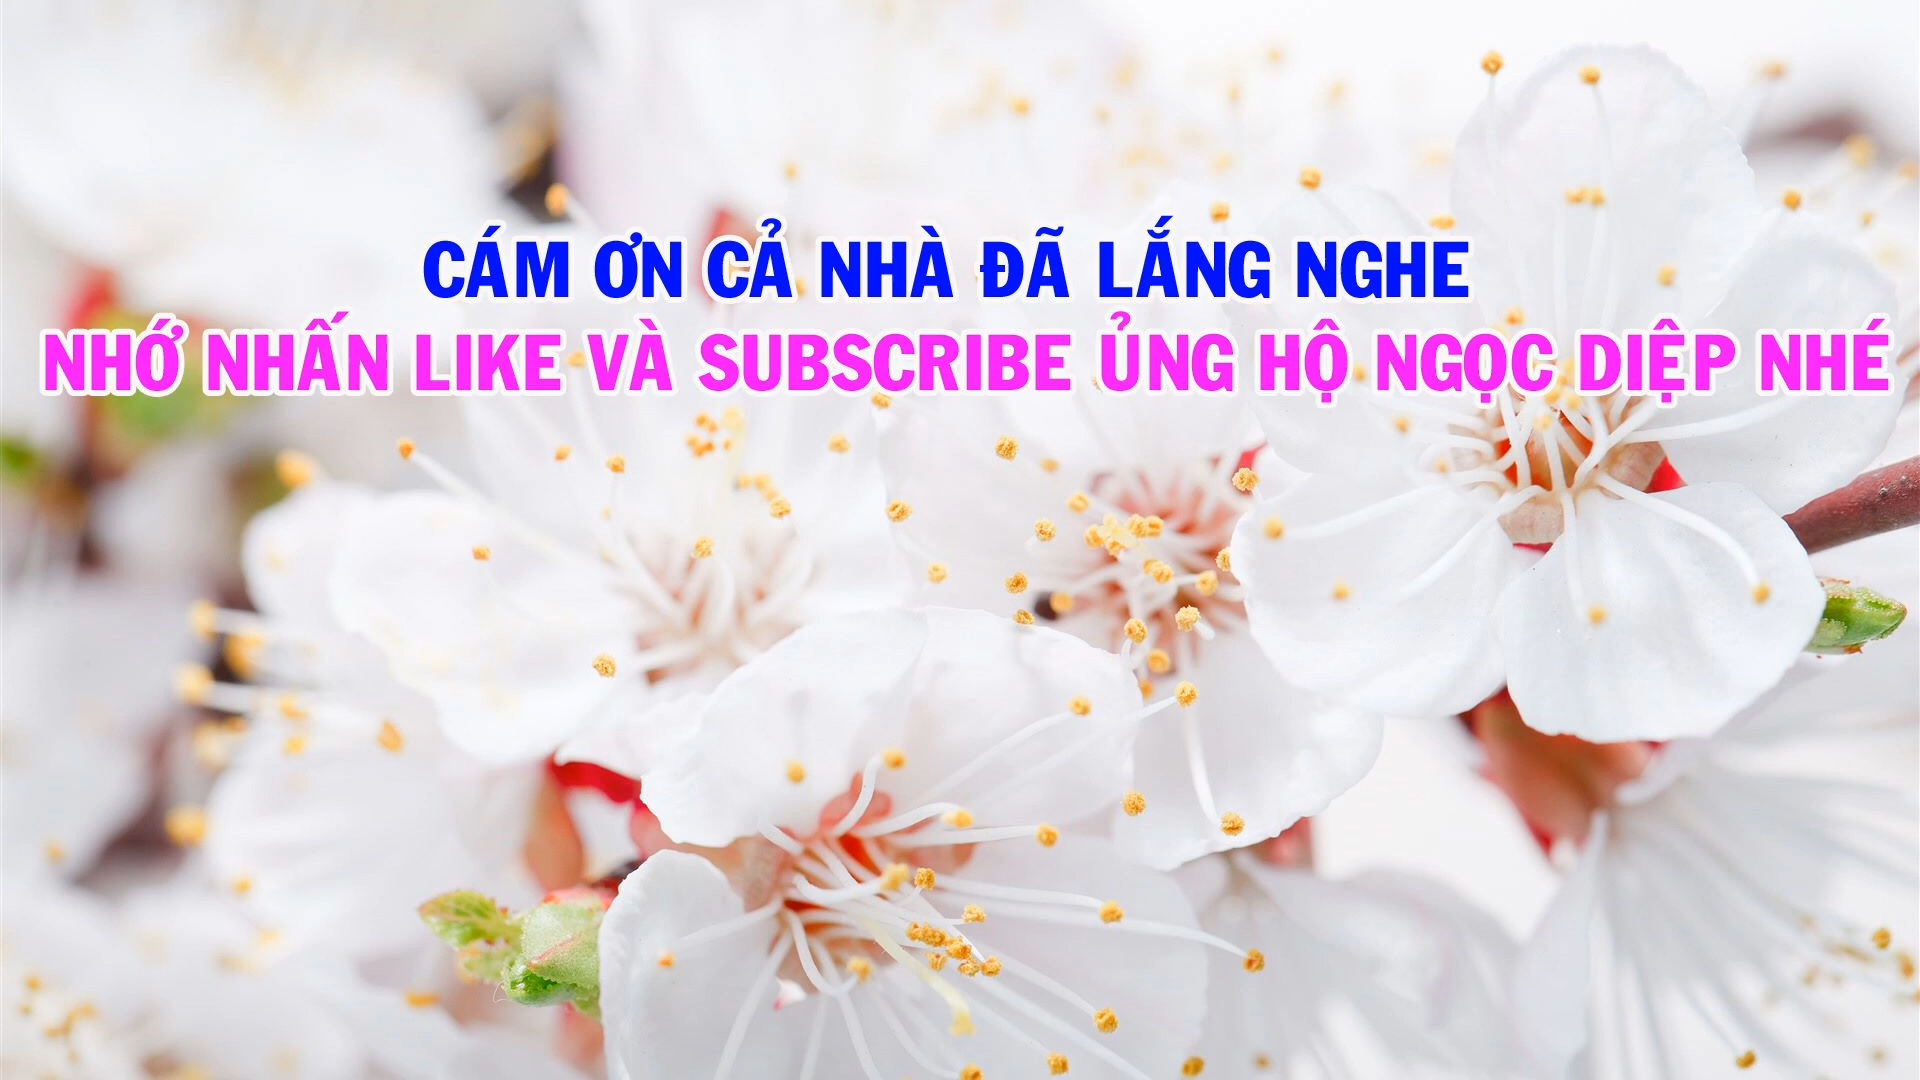 CÁM ƠN CẢ NHÀ ĐÃ LẮNG NGHE
NHỚ NHẤN LIKE VÀ SUBSCRIBE ỦNG HỘ NGỌC DIỆP NHÉ